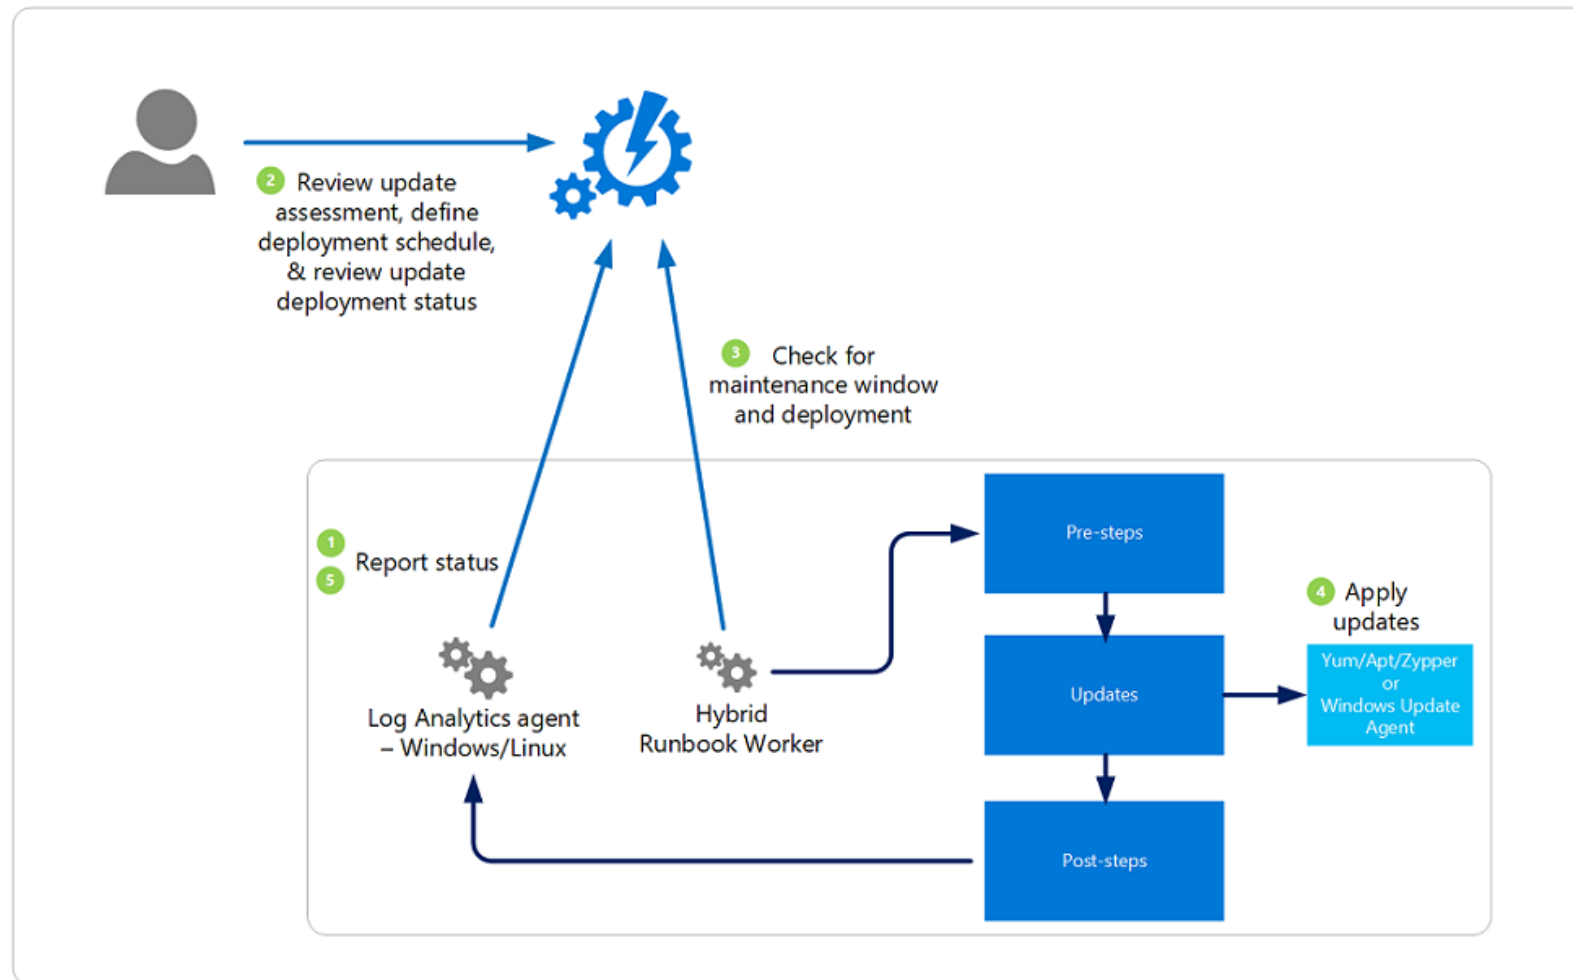 2 Review update
assessment, define
deployment schedule,
& review update
deployment status
3 Check for
maintenance window
and deployment
1
Report status
5
Pre-steps
4 Apply
updates
Yum/Apt/Zypper
or
Windows Update
Agent
Updates
Log Analytics agent
– Windows/Linux
Hybrid
Runbook Worker
Post-steps